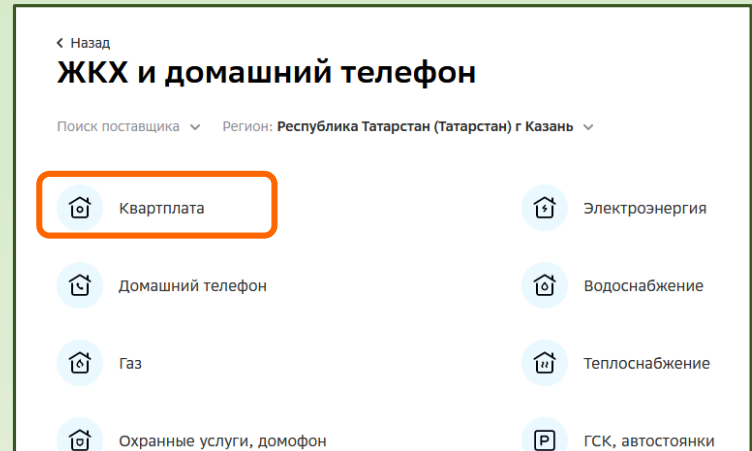 Назад
ЖКХ и домашний телефон
Поиск поставщика Регион: Республика Татарстан (Татарстан) г Казань
Квартплата
Электроэнергия
Домашний телефон
Водоснабжение
Газ
Теплоснабжение
Охранные услуги, домофон
P ГСК, автостоянки